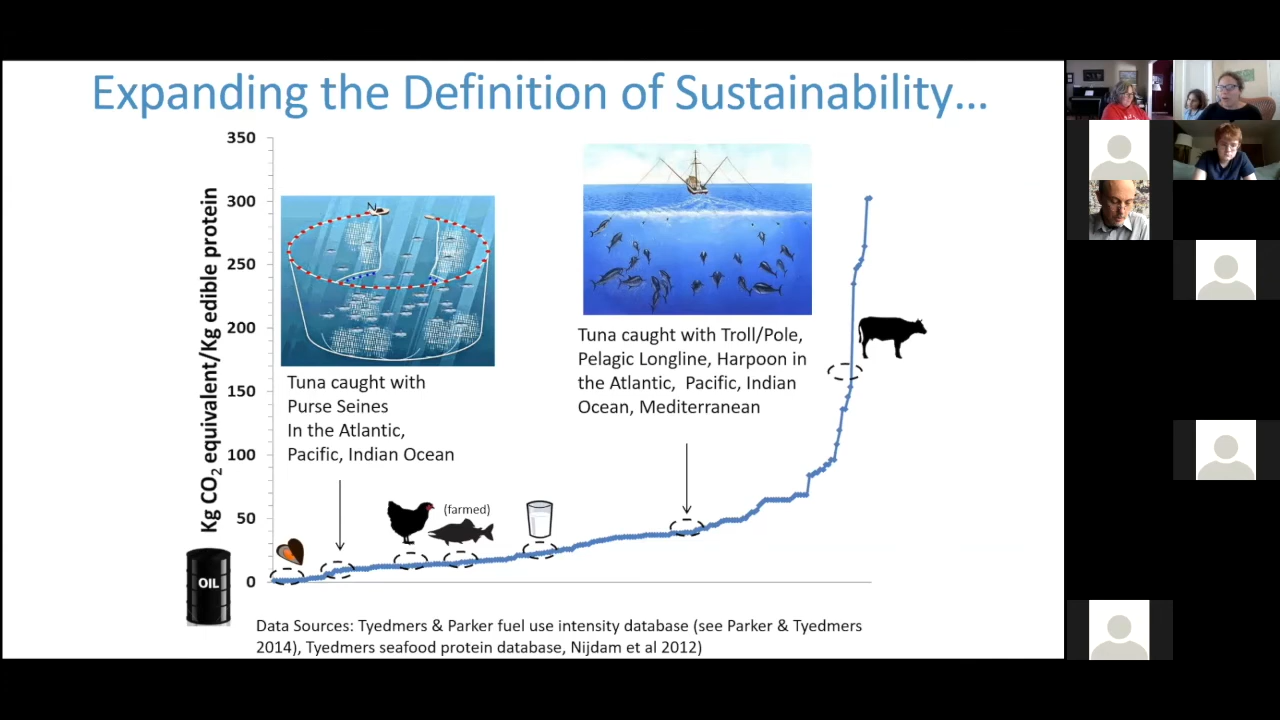 Expanding the Definition of Sustainability...
Kg CO2 equivalent/Kg edible protein
350
300
250
200
150
100
50
0
OIL
N
Tuna caught with
Purse Seines
In the Atlantic,
Pacific, Indian Ocean
(farmed)
Tuna caught with Troll/Pole,
Pelagic Longline, Harpoon in
the Atlantic, Pacific, Indian
Ocean, Mediterranean
Data Sources: Tyedmers & Parker fuel use intensity database (see Parker & Tyedmers
2014), Tyedmers seafood protein database, Nijdam et al 2012)